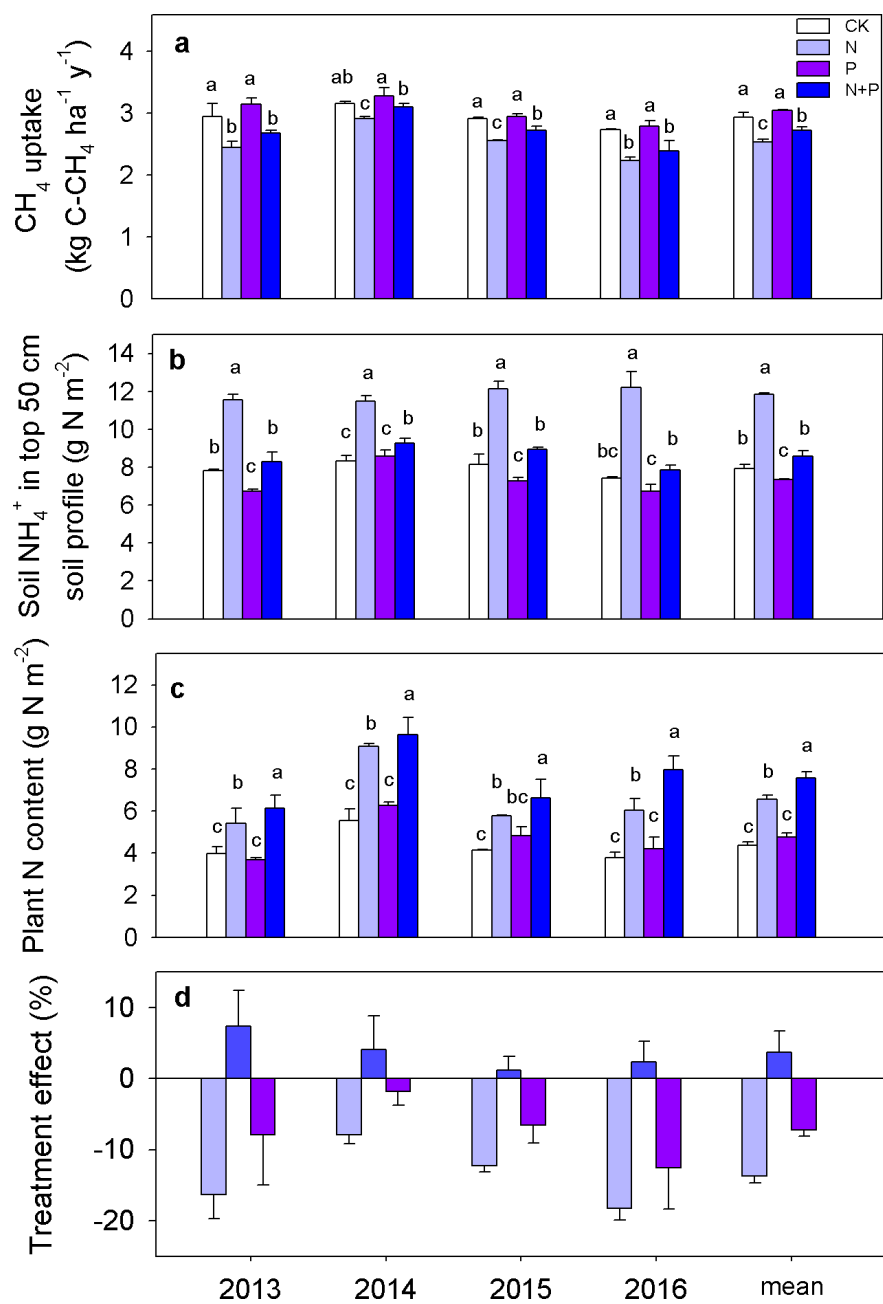 a
CK
N
P
N+P
CH₄ uptake
(kg C-CH₄ ha⁻¹ y⁻¹)
4
3
2
1
0
a b a b
ab c a b
a c a b
a b a b
a c a b
b
Soil NH₄⁺ in top 50 cm
soil profile (g N m⁻²)
14
12
10
8
6
4
2
0
b a c b
c a c b
b a c b
bc a c b
b a c b
c
Plant N content (g N m⁻²)
12
10
8
6
4
2
0
c b c a
c b c a
c b bc a
c b c a
c b c a
d
Treatment effect (%)
10
0
-10
-20
2013 2014 2015 2016 mean